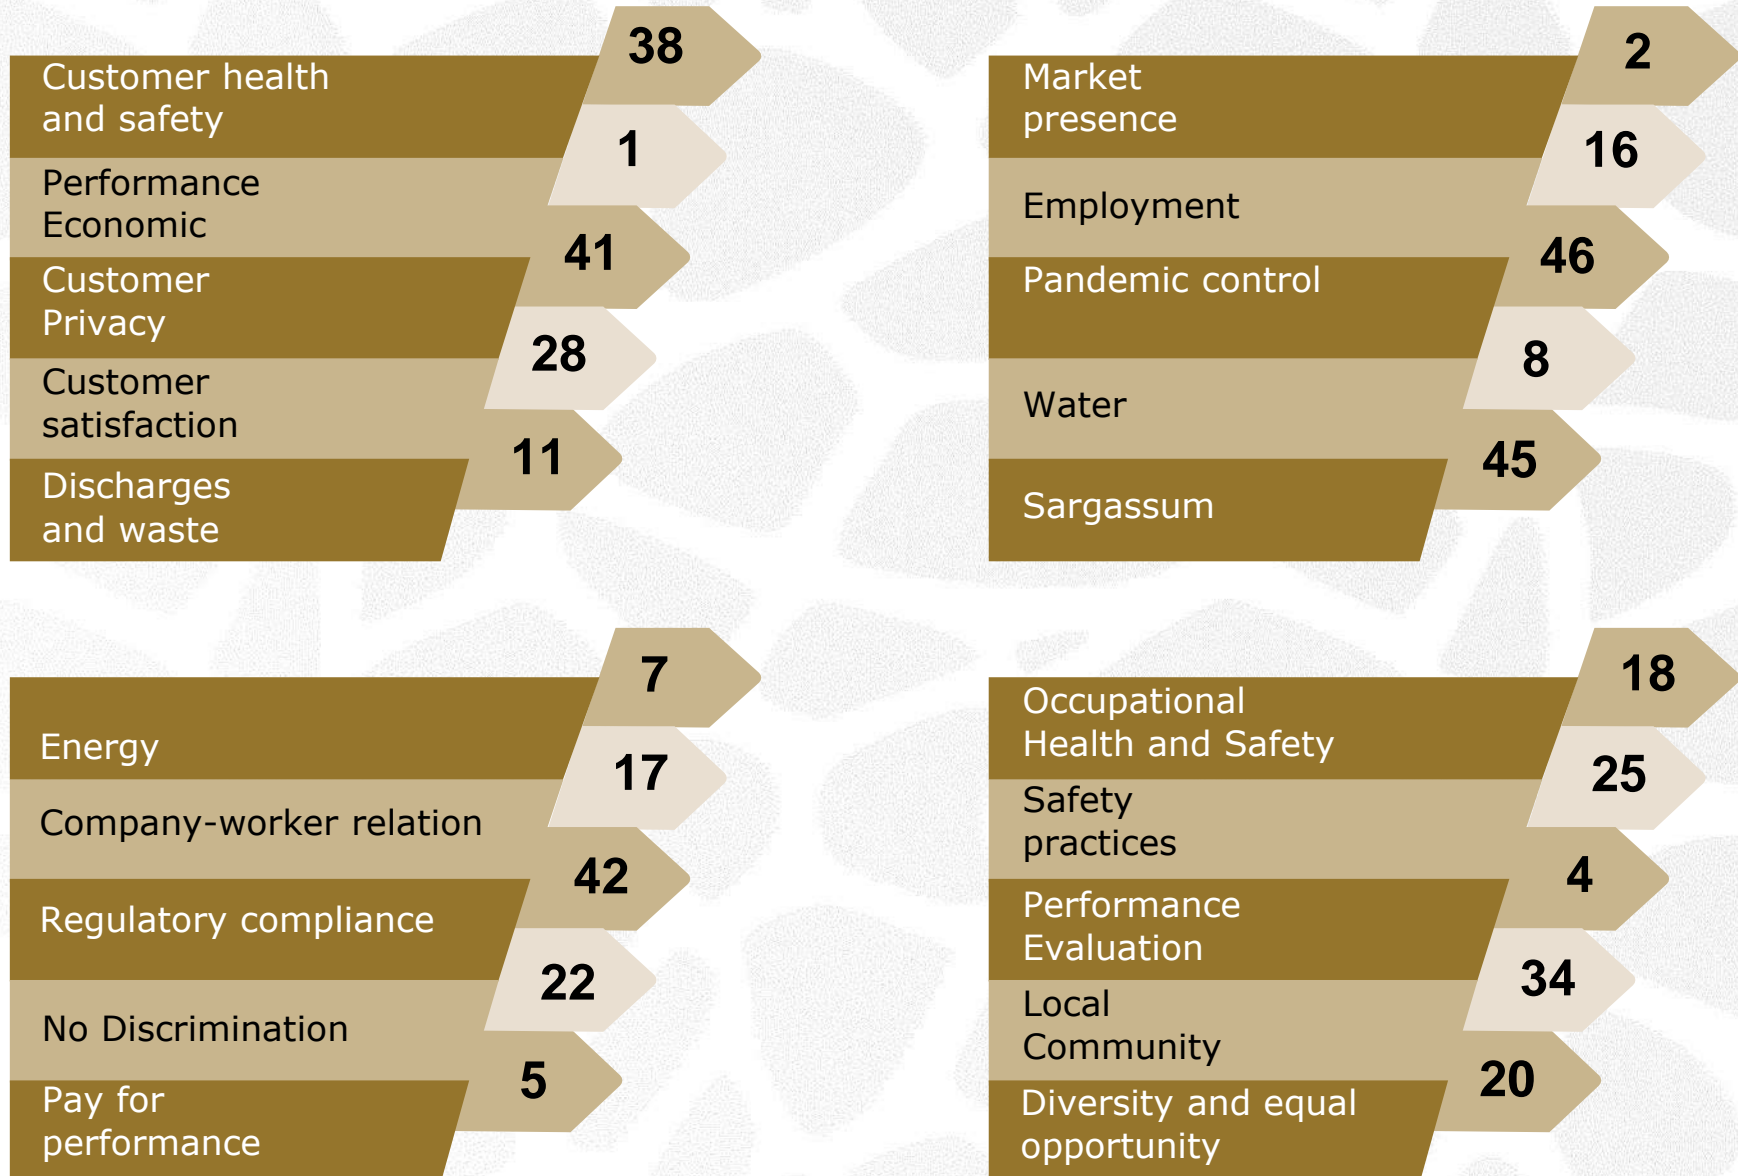 38
Customer health
and safety
1
Performance
Economic
41
Customer
Privacy
28
Customer
satisfaction
11
Discharges
and waste
2
Market
presence
16
Employment
46
Pandemic control
8
Water
45
Sargassum
7
Energy
17
Company-worker relation
42
Regulatory compliance
22
No Discrimination
5
Pay for
performance
18
Occupational
Health and Safety
25
Safety
practices
4
Performance
Evaluation
34
Local
Community
20
Diversity and equal
opportunity